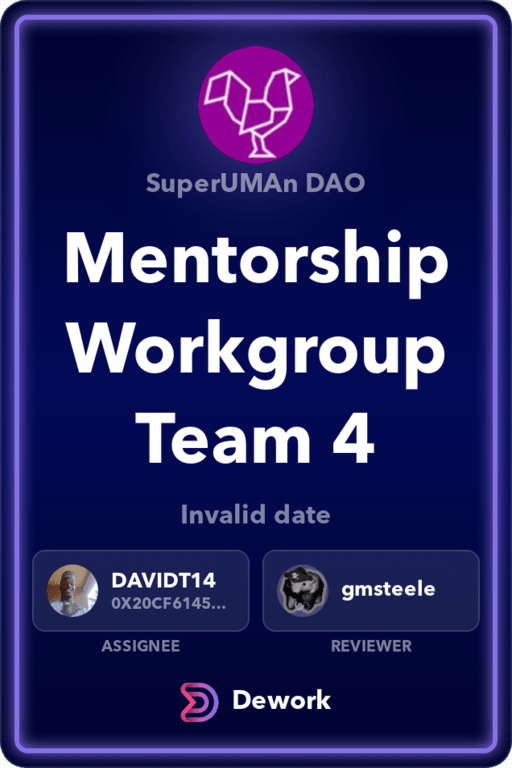 SuperUMAn DAO
Mentorship
Workgroup
Team 4
Invalid date
DAVIDT14
0X20CF6145...
gmsteele
ASSIGNEE
REVIEWER
Dework